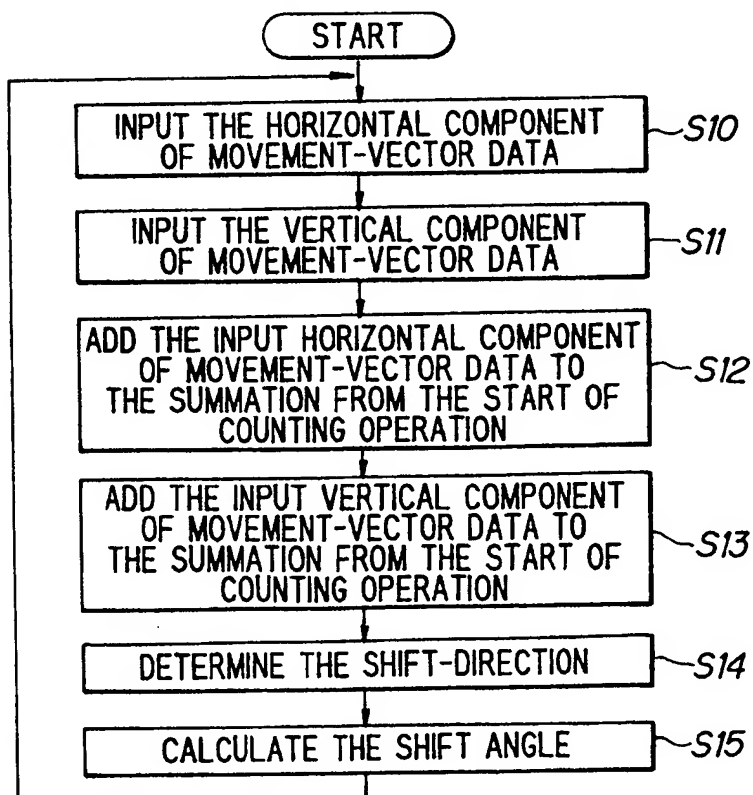 START
INPUT THE HORIZONTAL COMPONENT
OF MOVEMENT-VECTOR DATA
S10
INPUT THE VERTICAL COMPONENT
OF MOVEMENT-VECTOR DATA
S11
ADD THE INPUT HORIZONTAL COMPONENT
OF MOVEMENT-VECTOR DATA TO
THE SUMMATION FROM THE START OF
COUNTING OPERATION
S12
ADD THE INPUT VERTICAL COMPONENT
OF MOVEMENT-VECTOR DATA TO
THE SUMMATION FROM THE START OF
COUNTING OPERATION
S13
DETERMINE THE SHIFT-DIRECTION
S14
CALCULATE THE SHIFT ANGLE
S15